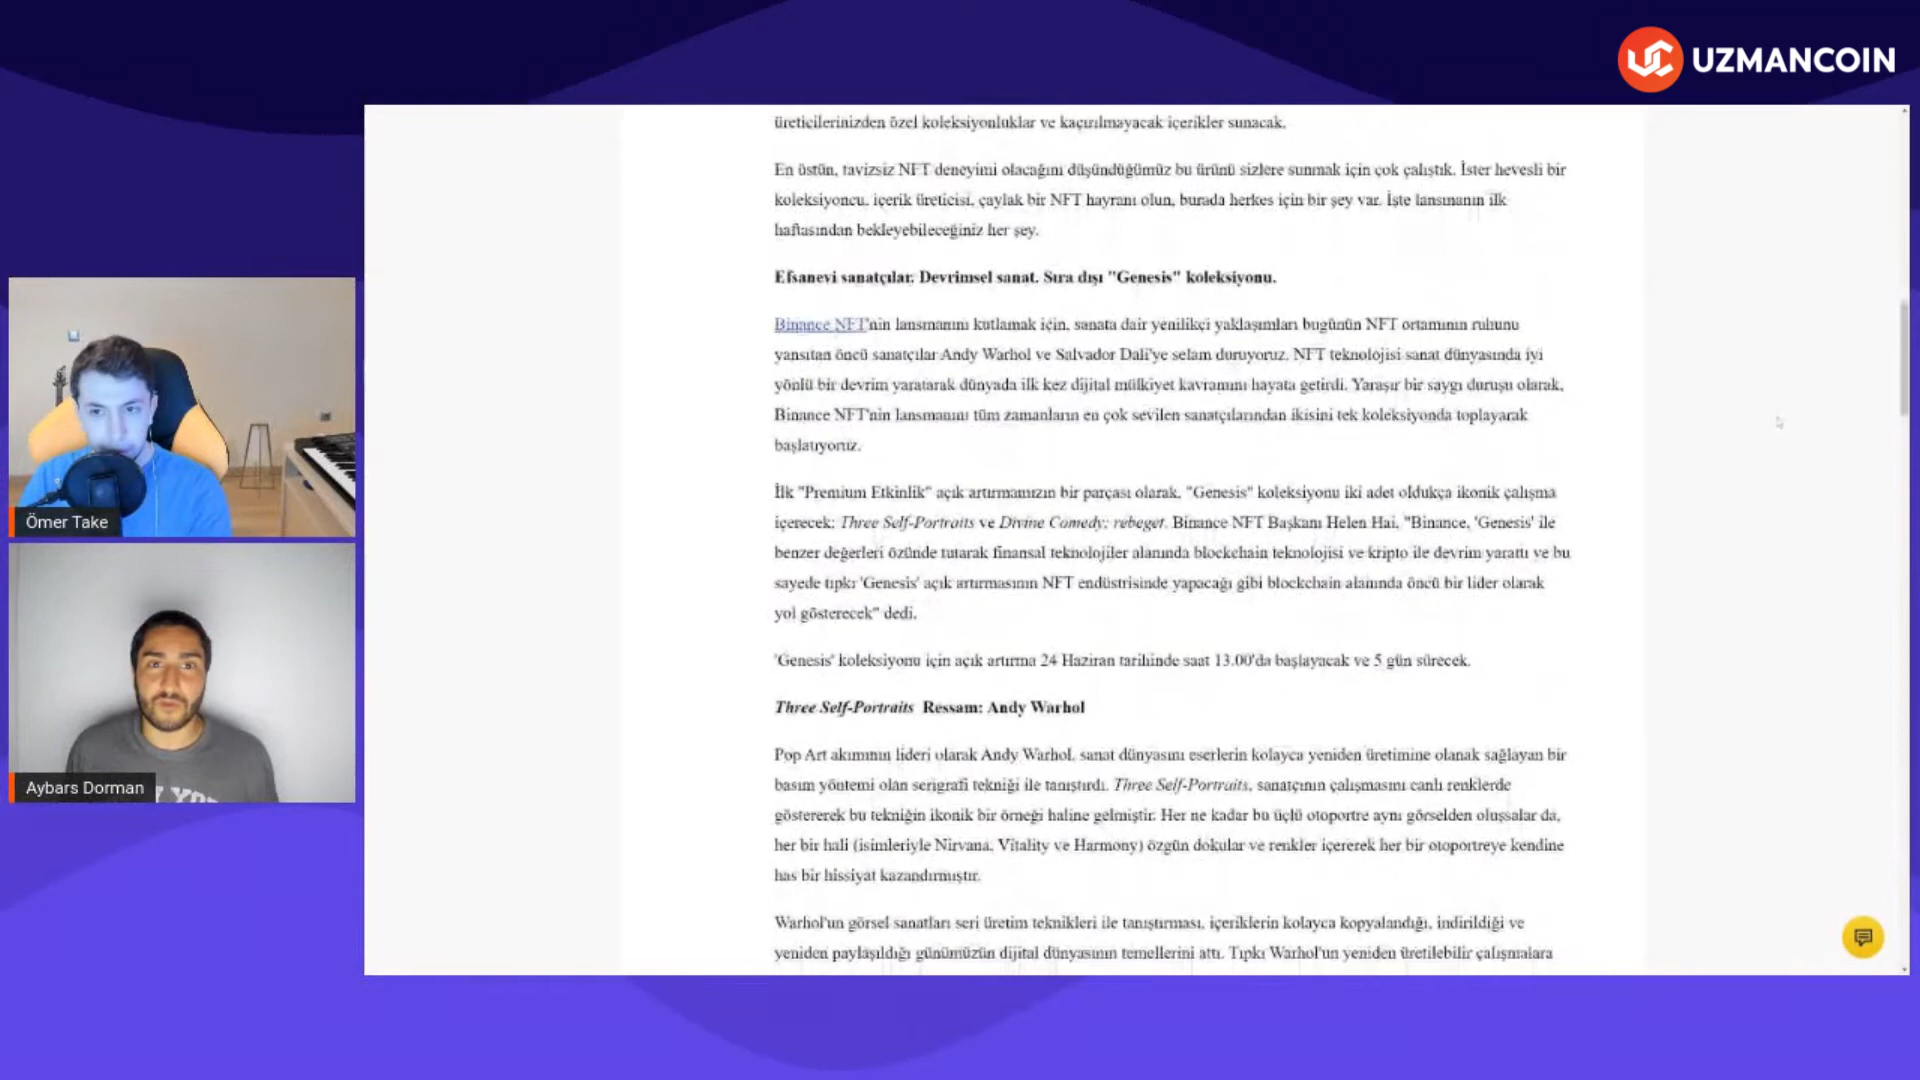 UZMANCOIN
üreticilerinizden özel koleksiyonluklar ve kaçırılmayacak içerikler sunacak.
En üstün, tavizsiz NFT deneyimi olacağını düşündüğümüz bu ürünü sizlere sunmak için çok çalıştık. İster hevesli bir
koleksiyoncu, içerik üreticisi, çaylak bir NFT hayranı olun, burada herkes için bir şey var. İşte lansmanın ilk
haftasından bekleyebileceğiniz her şey.
Efsanevi sanatçılar. Devrimsel sanat. Sıra dışı "Genesis" koleksiyonu.
Binance NFT'nin lansmanını kutlamak için, sanata dair yenilikçi yaklaşımları bugünün NFT ortamının ruhunu
yansıtan öncü sanatçılar Andy Warhol ve Salvador Dali'ye selam duruyoruz. NFT teknolojisi sanat dünyasında iyi
yönlü bir devrim yaratarak dünyada ilk kez dijital mülkiyet kavramını hayata getirdi. Yaraşır bir saygı duruşu olarak,
Binance NFT'nin lansmanını tüm zamanların en çok sevilen sanatçılarından ikisini tek koleksiyonda toplayarak
başlatıyoruz.
İlk "Premium Etkinlik" açık artırmamızın bir parçası olarak, "Genesis" koleksiyonu iki adet oldukça ikonik çalışma
içerecek: Three Self-Portraits ve Divine Comedy: rebeget. Binance NFT Başkanı Helen Hai, "Binance, 'Genesis' ile
benzer değerleri özünde tutarak finansal teknolojiler alanında blockchain teknolojisi ve kripto ile devrim yarattı ve bu
sayede tıpkı 'Genesis' açık artırmasının NFT endüstrisinde yapacağı gibi blockchain alanında öncü bir lider olarak
yol gösterecek" dedi.
'Genesis' koleksiyonu için açık artırma 24 Haziran tarihinde saat 13.00'da başlayacak ve 5 gün sürecek.
Three Self-Portraits Ressam: Andy Warhol
Pop Art akımının lideri olarak Andy Warhol, sanat dünyasını eserlerin kolayca yeniden üretimine olanak sağlayan bir
basım yöntemi olan serigrafi tekniği ile tanıştırdı. Three Self-Portraits, sanatçının çalışmasını canlı renklerde
göstererek bu tekniğin ikonik bir örneği haline gelmiştir. Her ne kadar bu üçlü otoportre aynı görselden oluşsalar da,
her bir hali (isimleriyle Nirvana, Vitality ve Harmony) özgün dokular ve renkler içererek her bir otoportreye kendine
has bir hissiyat kazandırmıştır.
Warhol'un görsel sanatları seri üretim teknikleri ile tanıştırması, içeriklerin kolayca kopyalandığı, indirildiği ve
yeniden paylaşıldığı günümüzün dijital dünyasının temellerini attı. Tıpkı Warhol'un yeniden üretilebilir çalışmalara
Ömer Take
Aybars Dorman